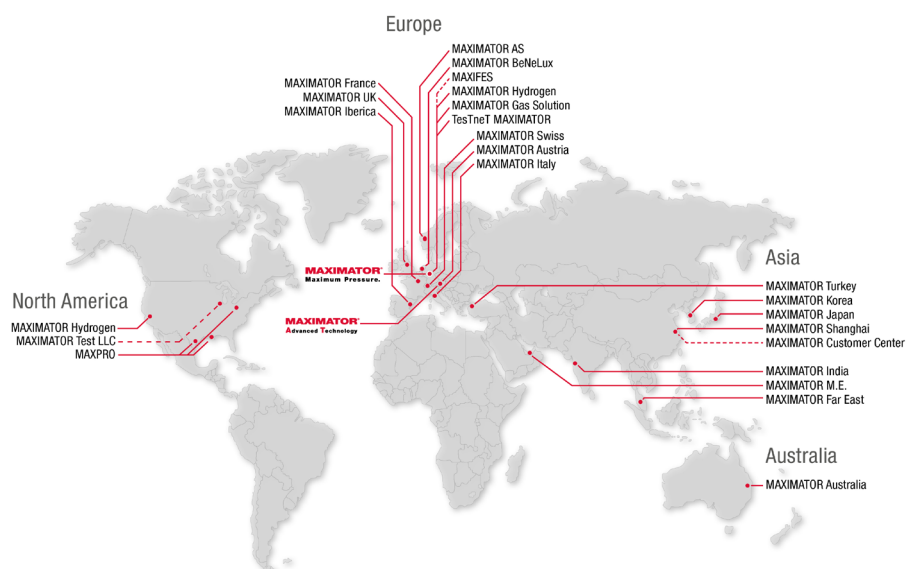 Europe
MAXIMATOR AS
MAXIMATOR BeNeLux
MAXIFES
MAXIMATOR Hydrogen
MAXIMATOR Gas Solution
TesTneT MAXIMATOR
MAXIMATOR Swiss
MAXIMATOR Austria
MAXIMATOR Italy
MAXIMATOR France
MAXIMATOR UK
MAXIMATOR Iberica
MAXIMATOR®
Maximum Pressure.
MAXIMATOR®
Advanced Technology
North America
MAXIMATOR Hydrogen
MAXIMATOR Test LLC
MAXPRO
Asia
MAXIMATOR Turkey
MAXIMATOR Korea
MAXIMATOR Japan
MAXIMATOR Shanghai
MAXIMATOR Customer Center
MAXIMATOR India
MAXIMATOR M.E.
MAXIMATOR Far East
Australia
MAXIMATOR Australia